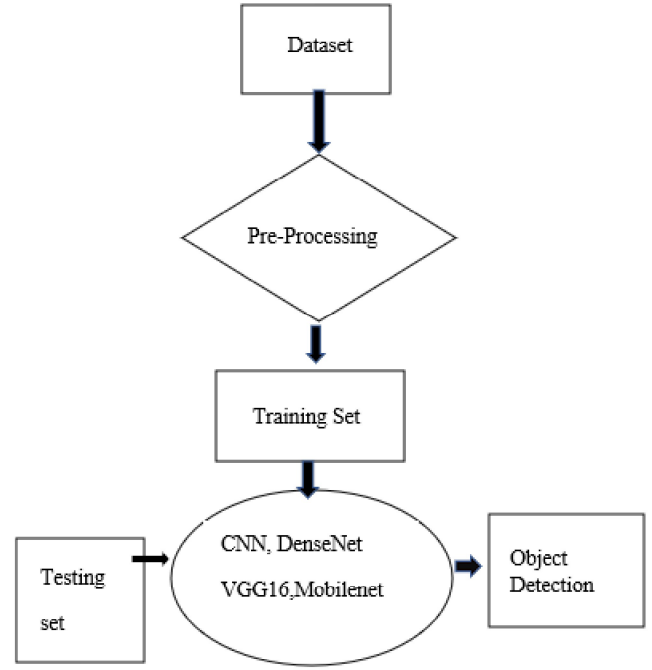 Dataset
Pre-Processing
Training Set
CNN, DenseNet
VGG16,Mobilenet
Testing
set
Object
Detection